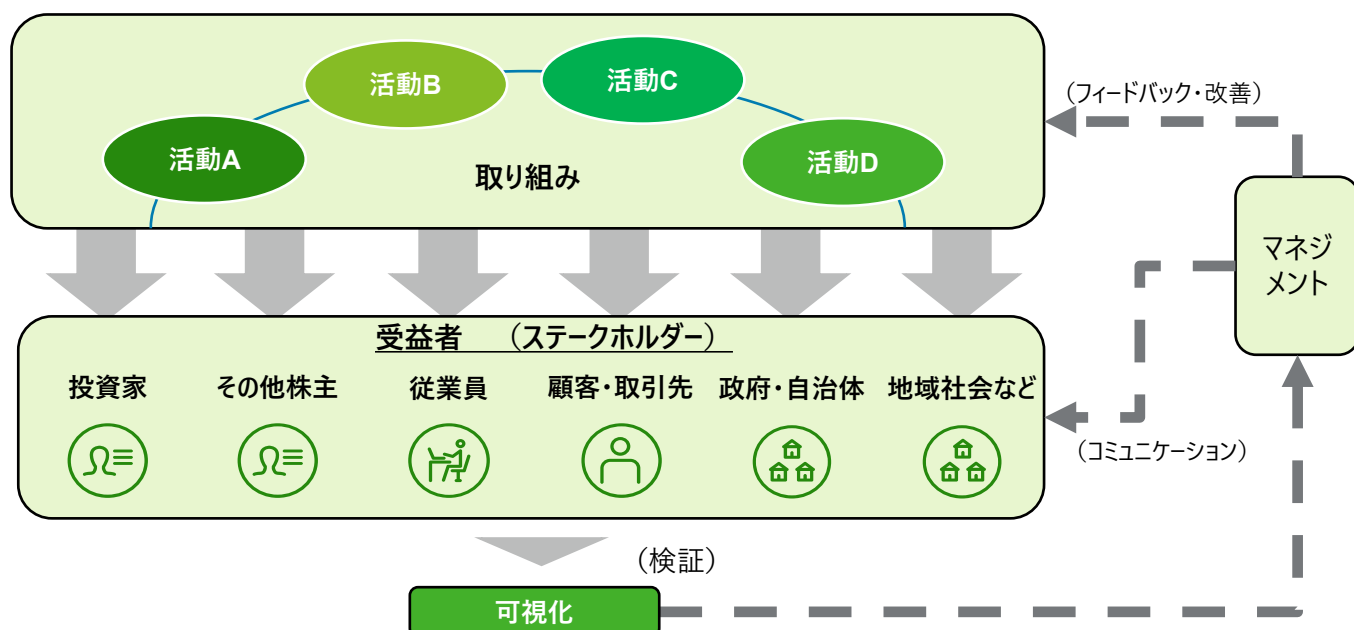 活動A
活動B
活動C
活動D
取り組み
(フィードバック・改善)
マネジ
メント
受益者 (ステークホルダー)
投資家
その他株主
従業員
顧客・取引先
政府・自治体
地域社会など
(コミュニケーション)
(検証)
可視化